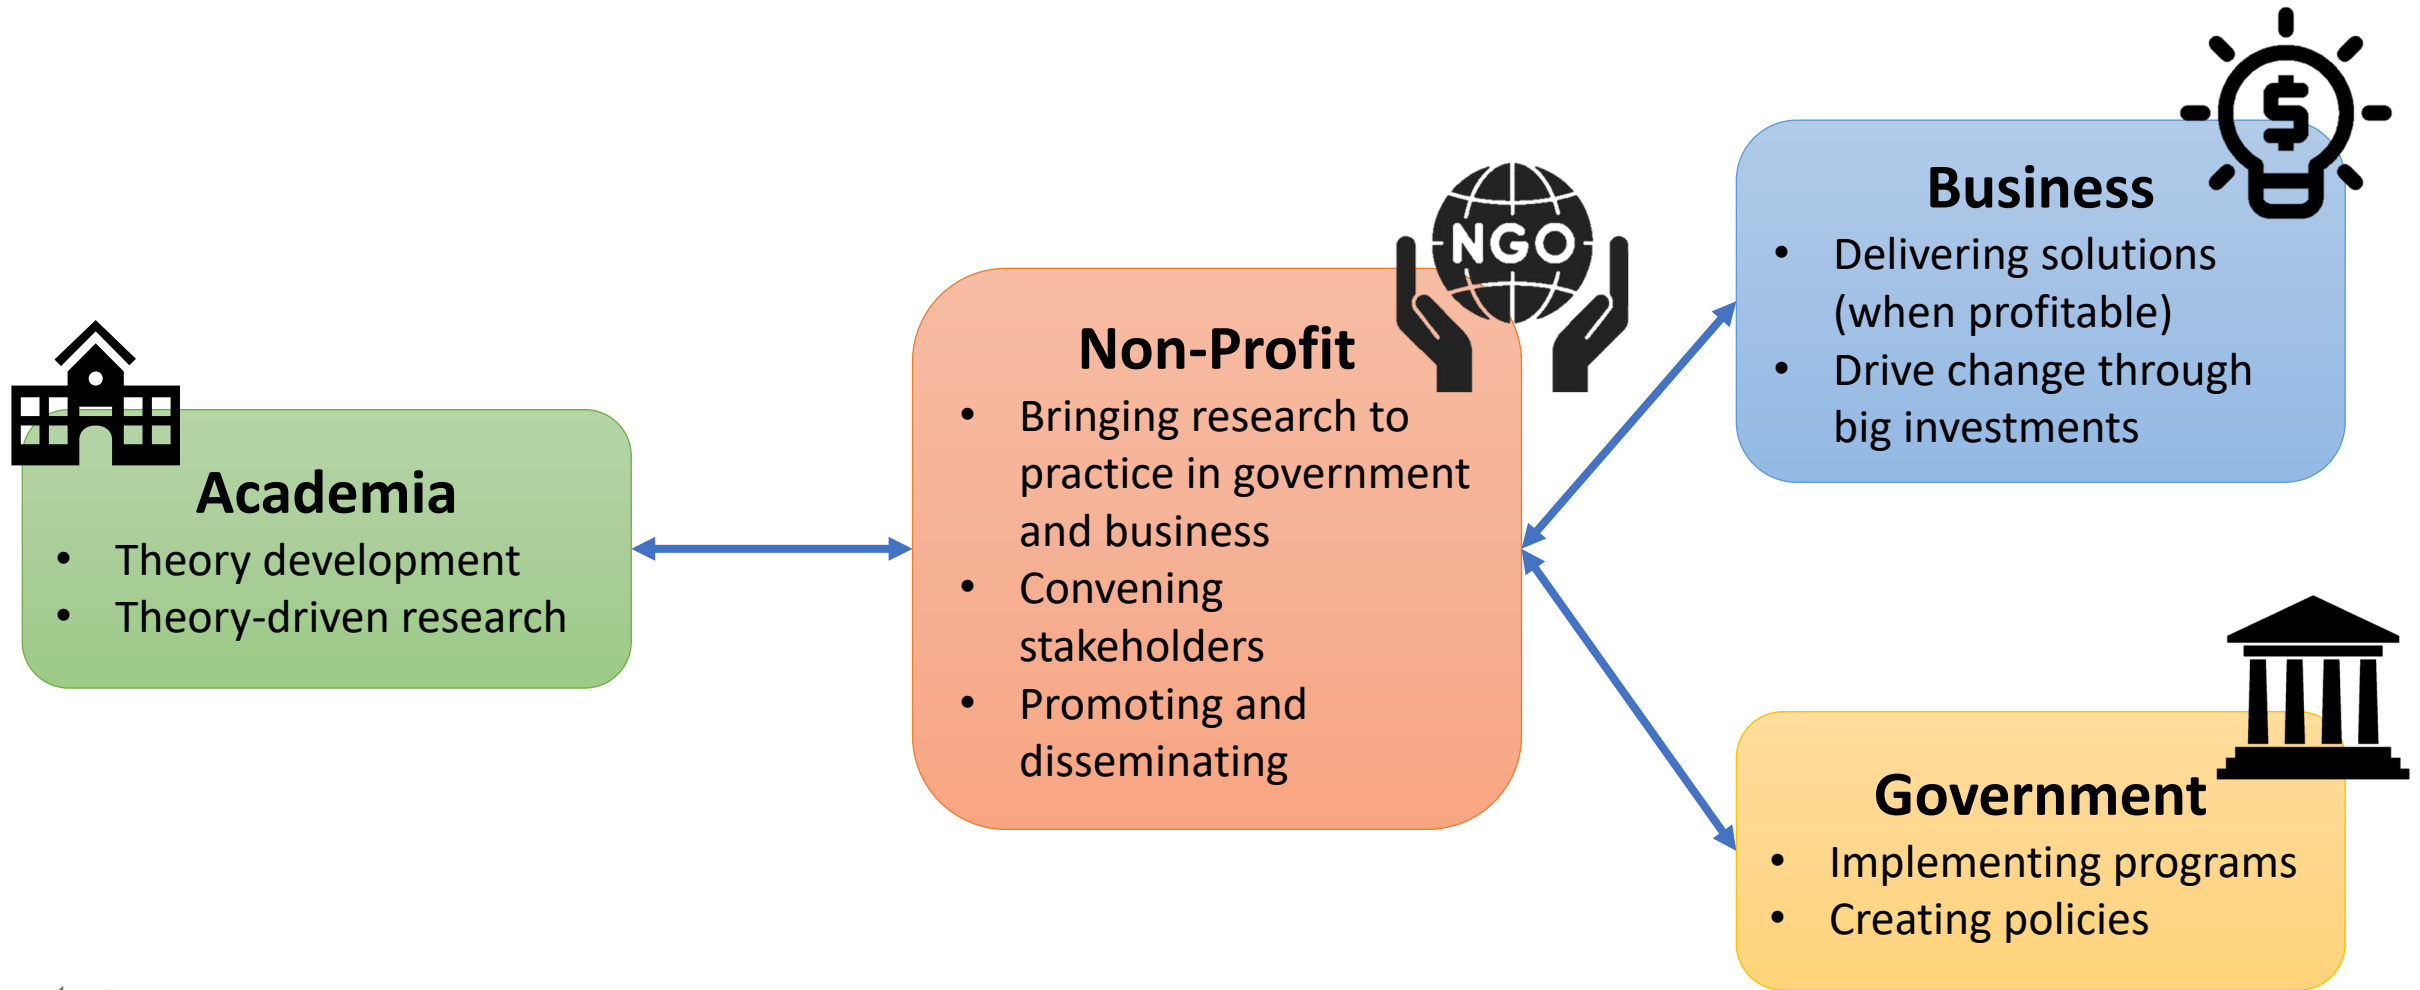 Academia
• Theory development
• Theory-driven research
NGO
Non-Profit
• Bringing research to
practice in government
and business
• Convening
stakeholders
• Promoting and
disseminating
Business
• Delivering solutions
(when profitable)
• Drive change through
big investments
Government
• Implementing programs
• Creating policies